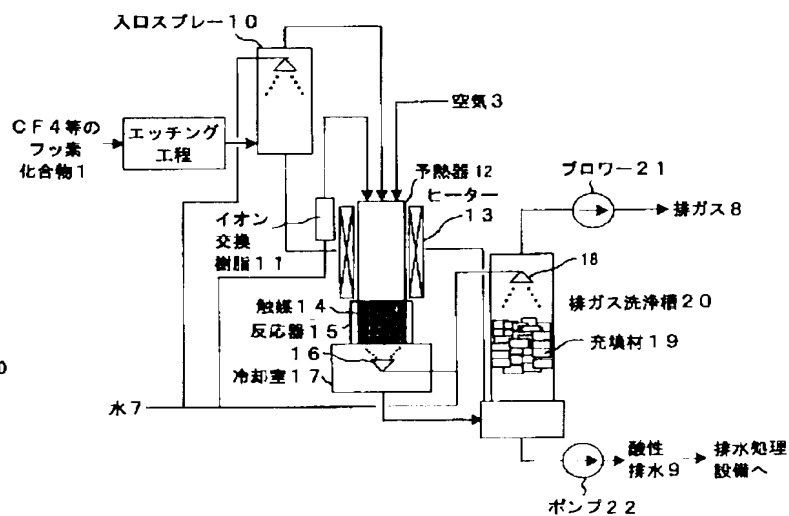 入口スプレー10
空気3
CF4等の
フッ素
化合物1
エッチング
工程
予熱器12
ヒーター
13
ブロワー21
排ガス8
イオン
交換
樹脂11
18
排ガス洗浄槽20
触媒14
反応器15
充填材19
16
冷却室17
水7
酸性
排水9
排水処理
設備へ
ポンプ22